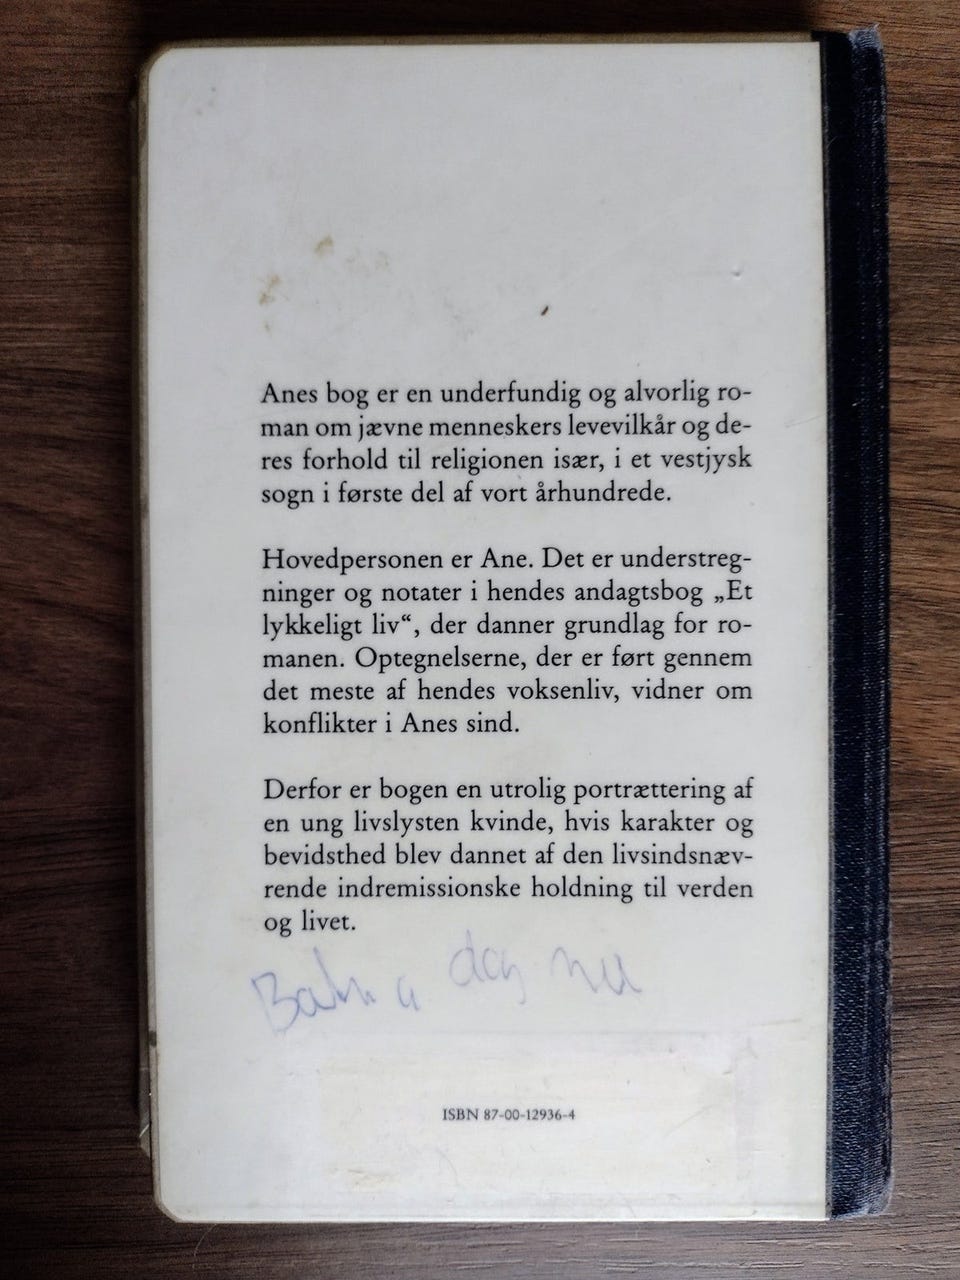 Anes bog er en underfundig og alvorlig ro-
man om jævne menneskers levevilkår og de-
res forhold til religionen især, i et vestjysk
sogn i første del af vort århundrede.
Hovedpersonen er Ane. Det er understreg-
ninger og notater i hendes andagtsbog „Et
lykkeligt liv“, der danner grundlag for ro-
manen. Optegnelserne, der er ført gennem
det meste af hendes voksenliv, vidner om
konflikter i Anes sind.
Derfor er bogen en utrolig portrættering af
en ung livslysten kvinde, hvis karakter og
bevidsthed blev dannet af den livsindsnæv-
rende indremissionske holdning til verden
og livet.
dog nu
ISBN 87-00-12936-4